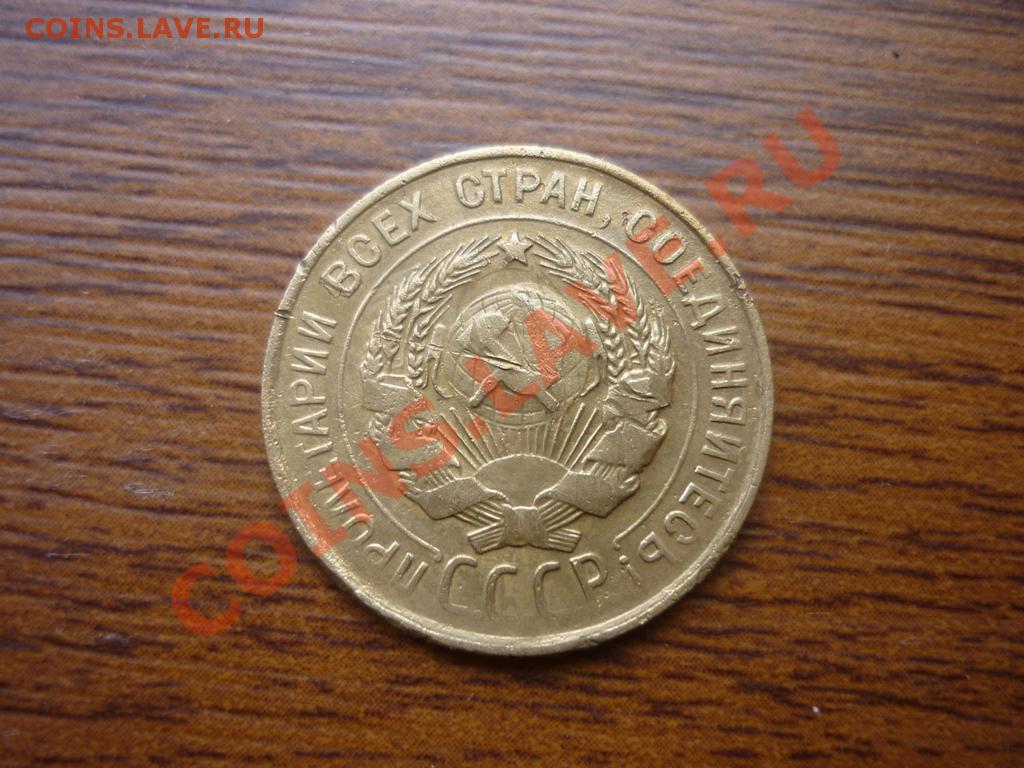 COINS.LAVE.RU
ПРОЛЕТАРИИ ВСЕХ СТРАН, СОЕДИНЯЙТЕСЬ!
СССР
COINS.LAVE.RU